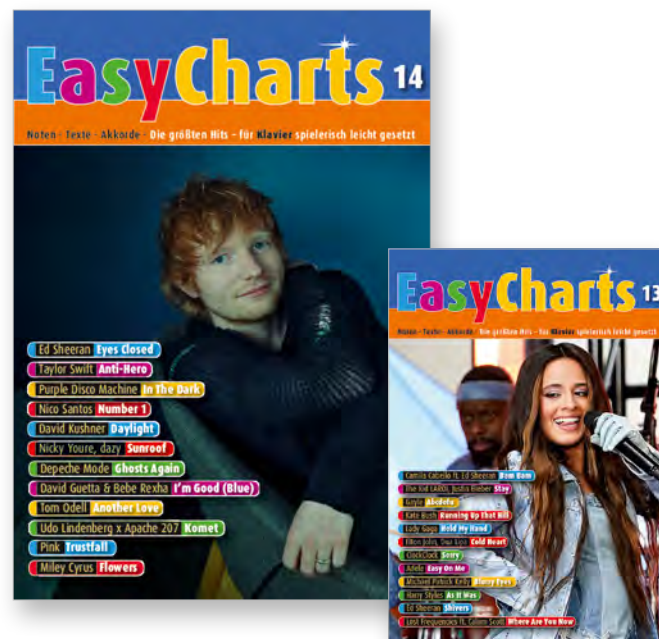 EasyCharts 14
Noten · Texte · Akkorde · Die größten Hits – für Klavier spielerisch leicht gesetzt
Ed Sheeran Eyes Closed
Taylor Swift Anti-Hero
Purple Disco Machine In The Dark
Nico Santos Number 1
David Kushner Daylight
Nicky Youre, dazy Sunroof
Depeche Mode Ghosts Again
David Guetta & Bebe Rexha I'm Good (Blue)
Tom Odell Another Love
Udo Lindenberg x Apache 207 Komet
Pink Trustfall
Miley Cyrus Flowers
EasyCharts 13
Noten · Texte · Akkorde · Die größten Hits – für Klavier spielerisch leicht gesetzt
Camila Cabello ft. Ed Sheeran Bam Bam
The Kid LAROI, Justin Bieber Stay
Gayle Abcdefu
Kate Bush Running Up That Hill
Lady Gaga Hold My Hand
Elton John, Dua Lipa Cold Heart
ClockClock Sorry
Adele Easy On Me
Michael Patrick Kelly Blurry Eyes
Harry Styles As It Was
Ed Sheeran Shivers
Lost Frequencies ft. Calum Scott Where Are You Now